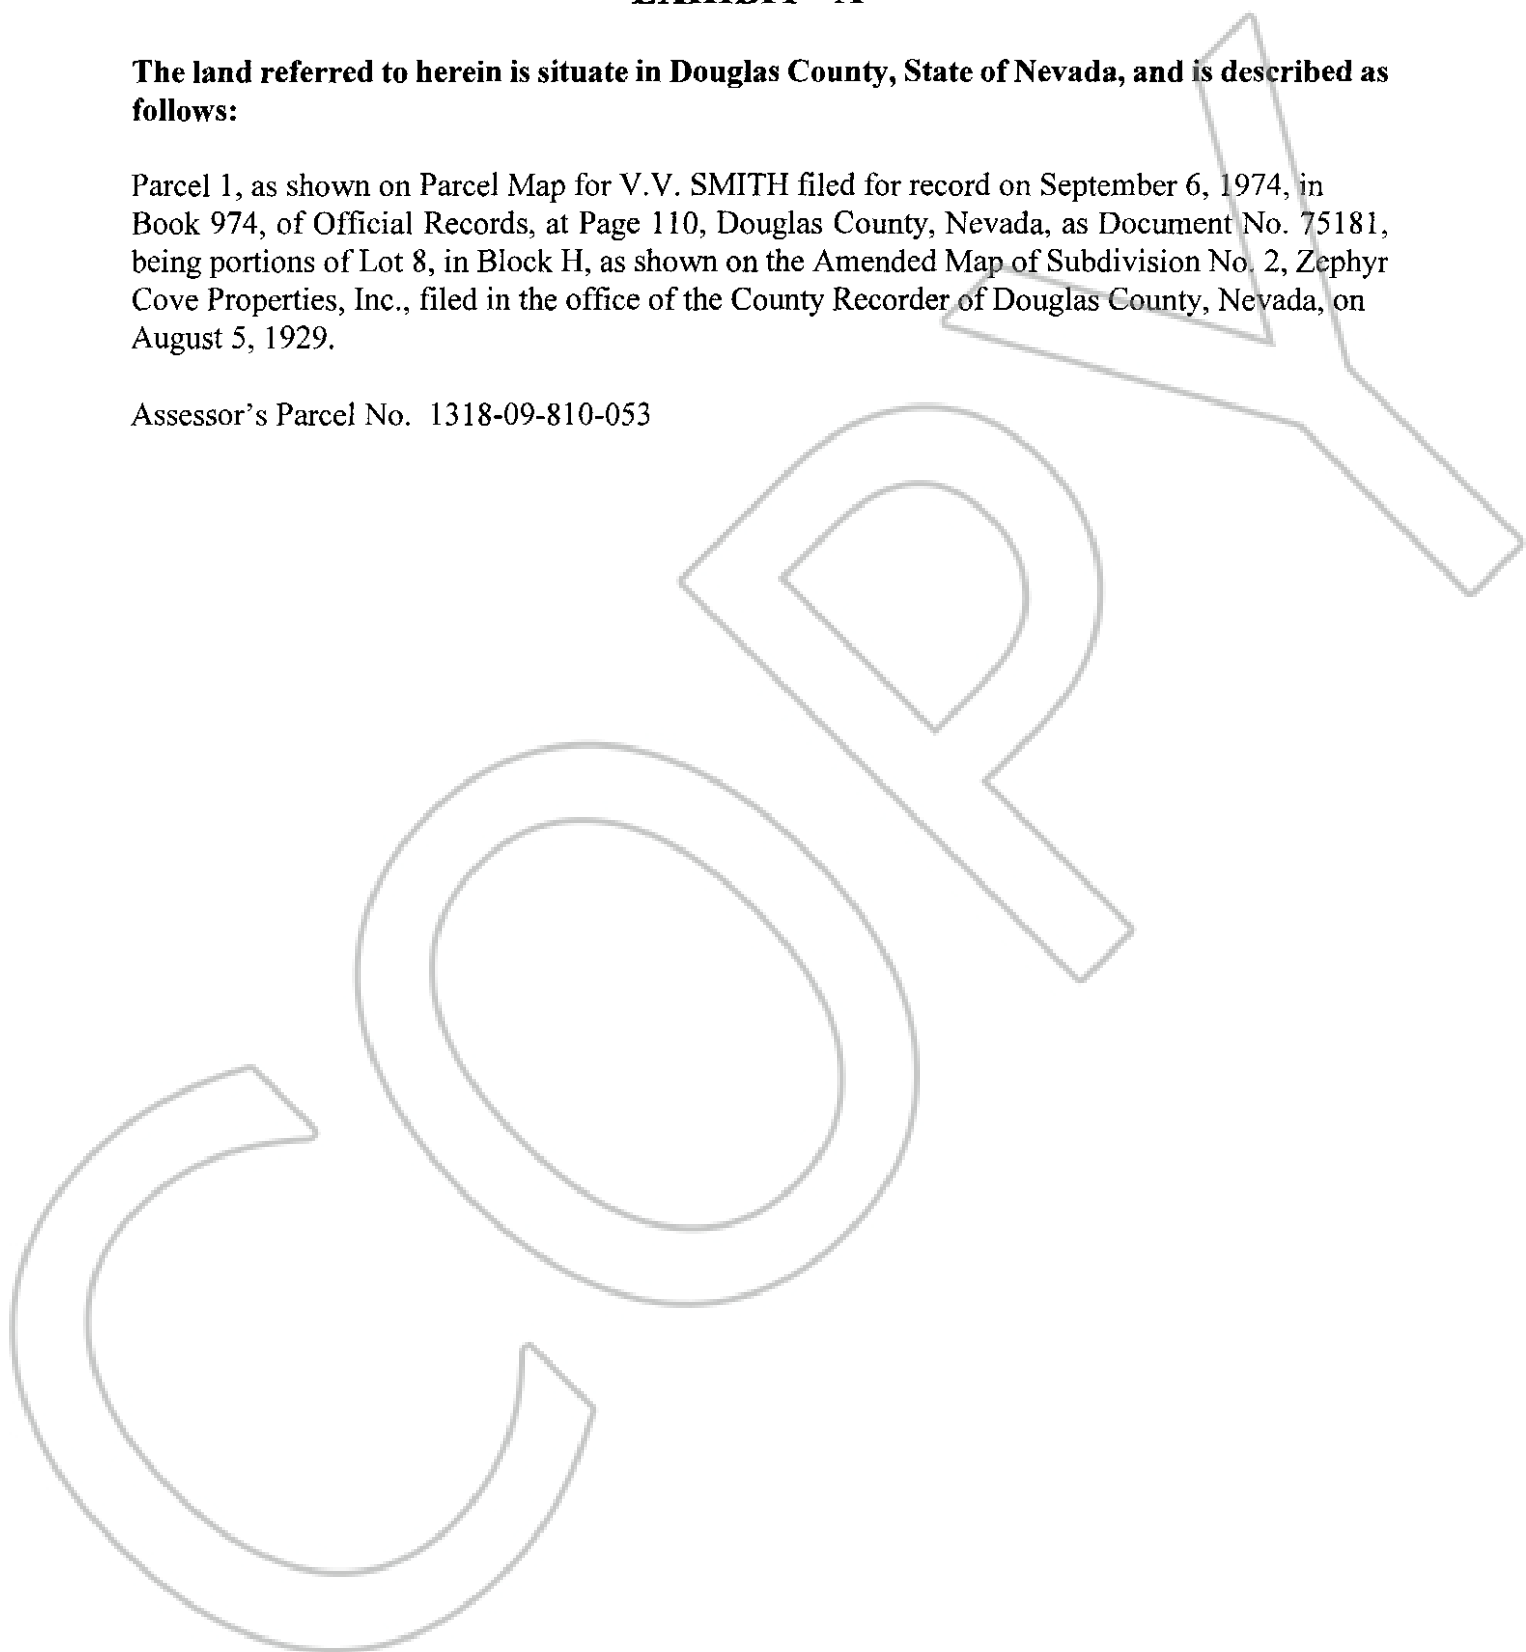 The land referred to herein is situate in Douglas County, State of Nevada, and is described as
follows:
Parcel 1, as shown on Parcel Map for V.V. SMITH filed for record on September 6, 1974, in
Book 974, of Official Records, at Page 110, Douglas County, Nevada, as Document No. 75181,
being portions of Lot 8, in Block H, as shown on the Amended Map of Subdivision No. 2, Zephyr
Cove Properties, Inc., filed in the office of the County Recorder of Douglas County, Nevada, on
August 5, 1929.
Assessor's Parcel No. 1318-09-810-053
COPY